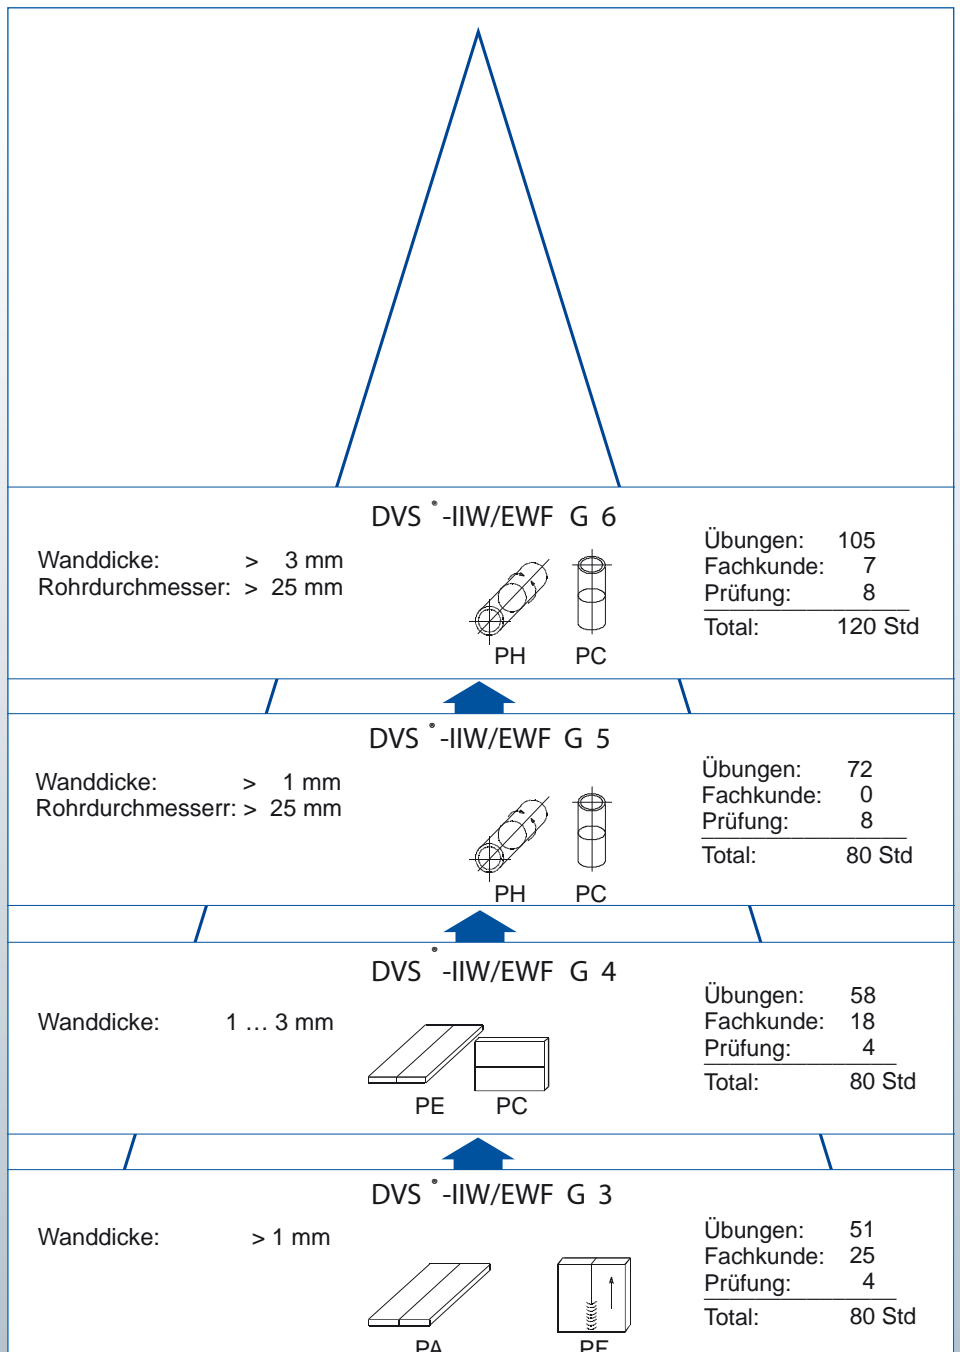 DVS®-IIW/EWF G 6
Wanddicke: > 3 mm
Rohrdurchmesser: > 25 mm
PH PC
Übungen: 105
Fachkunde: 7
Prüfung: 8
Total: 120 Std
DVS®-IIW/EWF G 5
Wanddicke: > 1 mm
Rohrdurchmesserr: > 25 mm
PH PC
Übungen: 72
Fachkunde: 0
Prüfung: 8
Total: 80 Std
DVS®-IIW/EWF G 4
Wanddicke: 1 … 3 mm
PE PC
Übungen: 58
Fachkunde: 18
Prüfung: 4
Total: 80 Std
DVS®-IIW/EWF G 3
Wanddicke: > 1 mm
Übungen: 51
Fachkunde: 25
Prüfung: 4
Total: 80 Std
PA